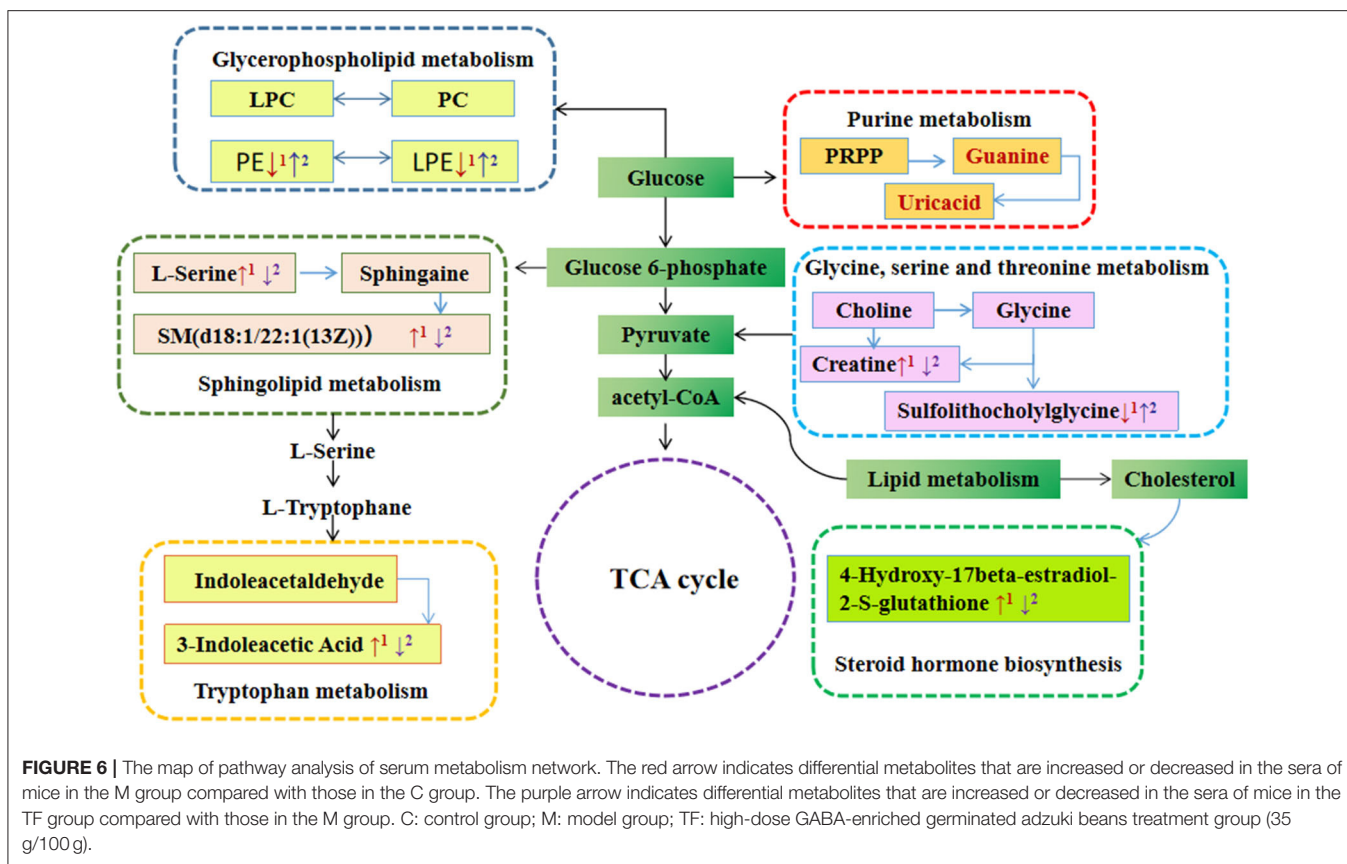 Glycerophospholipid metabolism
LPC
PC
PE↓¹↑²
LPE↓¹↑²
Glucose
Purine metabolism
PRPP
Guanine
Uricacid
L-Serine↑¹ ↓²
Sphingaine
SM(d18:1/22:1(13Z))) ↑¹ ↓²
Sphingolipid metabolism
Glucose 6-phosphate
Pyruvate
acetyl-CoA
Glycine, serine and threonine metabolism
Choline
Glycine
Creatine↑¹ ↓²
Sulfolithocholylglycine↓¹↑²
L-Serine
L-Tryptophane
Lipid metabolism
Cholesterol
Indoleacetaldehyde
3-Indoleacetic Acid ↑¹ ↓²
Tryptophan metabolism
TCA cycle
4-Hydroxy-17beta-estradiol-
2-S-glutathione ↑¹ ↓²
Steroid hormone biosynthesis
FIGURE 6 | The map of pathway analysis of serum metabolism network. The red arrow indicates differential metabolites that are increased or decreased in the sera of
mice in the M group compared with those in the C group. The purple arrow indicates differential metabolites that are increased or decreased in the sera of mice in the
TF group compared with those in the M group. C: control group; M: model group; TF: high-dose GABA-enriched germinated adzuki beans treatment group (35
g/100 g).